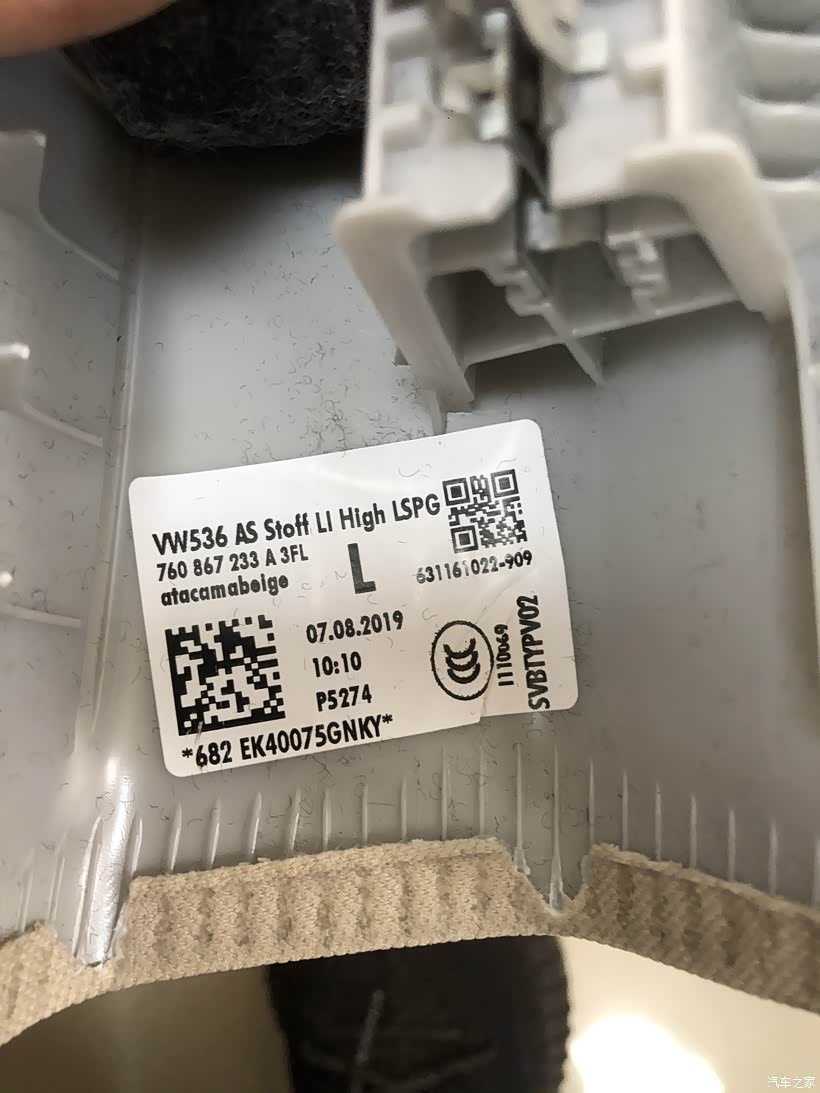 VW536 AS Stoff LI High LSPG
760 867 233 A 3FL
L
atacamabeige
631161022-909
07.08.2019
10:10
P5274
1110069
SVBTYPV02
*682 EK40075GNKY*
汽车之家